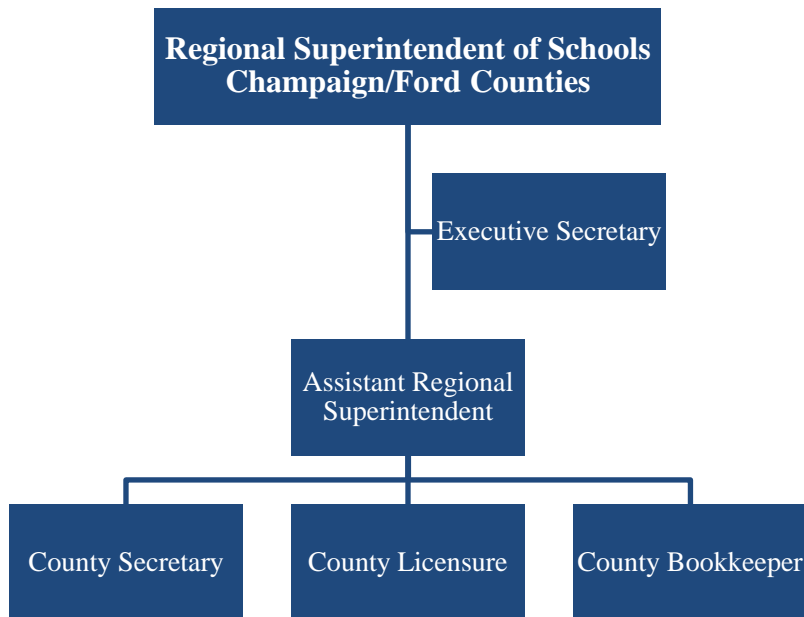 Regional Superintendent of Schools
Champaign/Ford Counties
Executive Secretary
Assistant Regional
Superintendent
County Secretary
County Licensure
County Bookkeeper